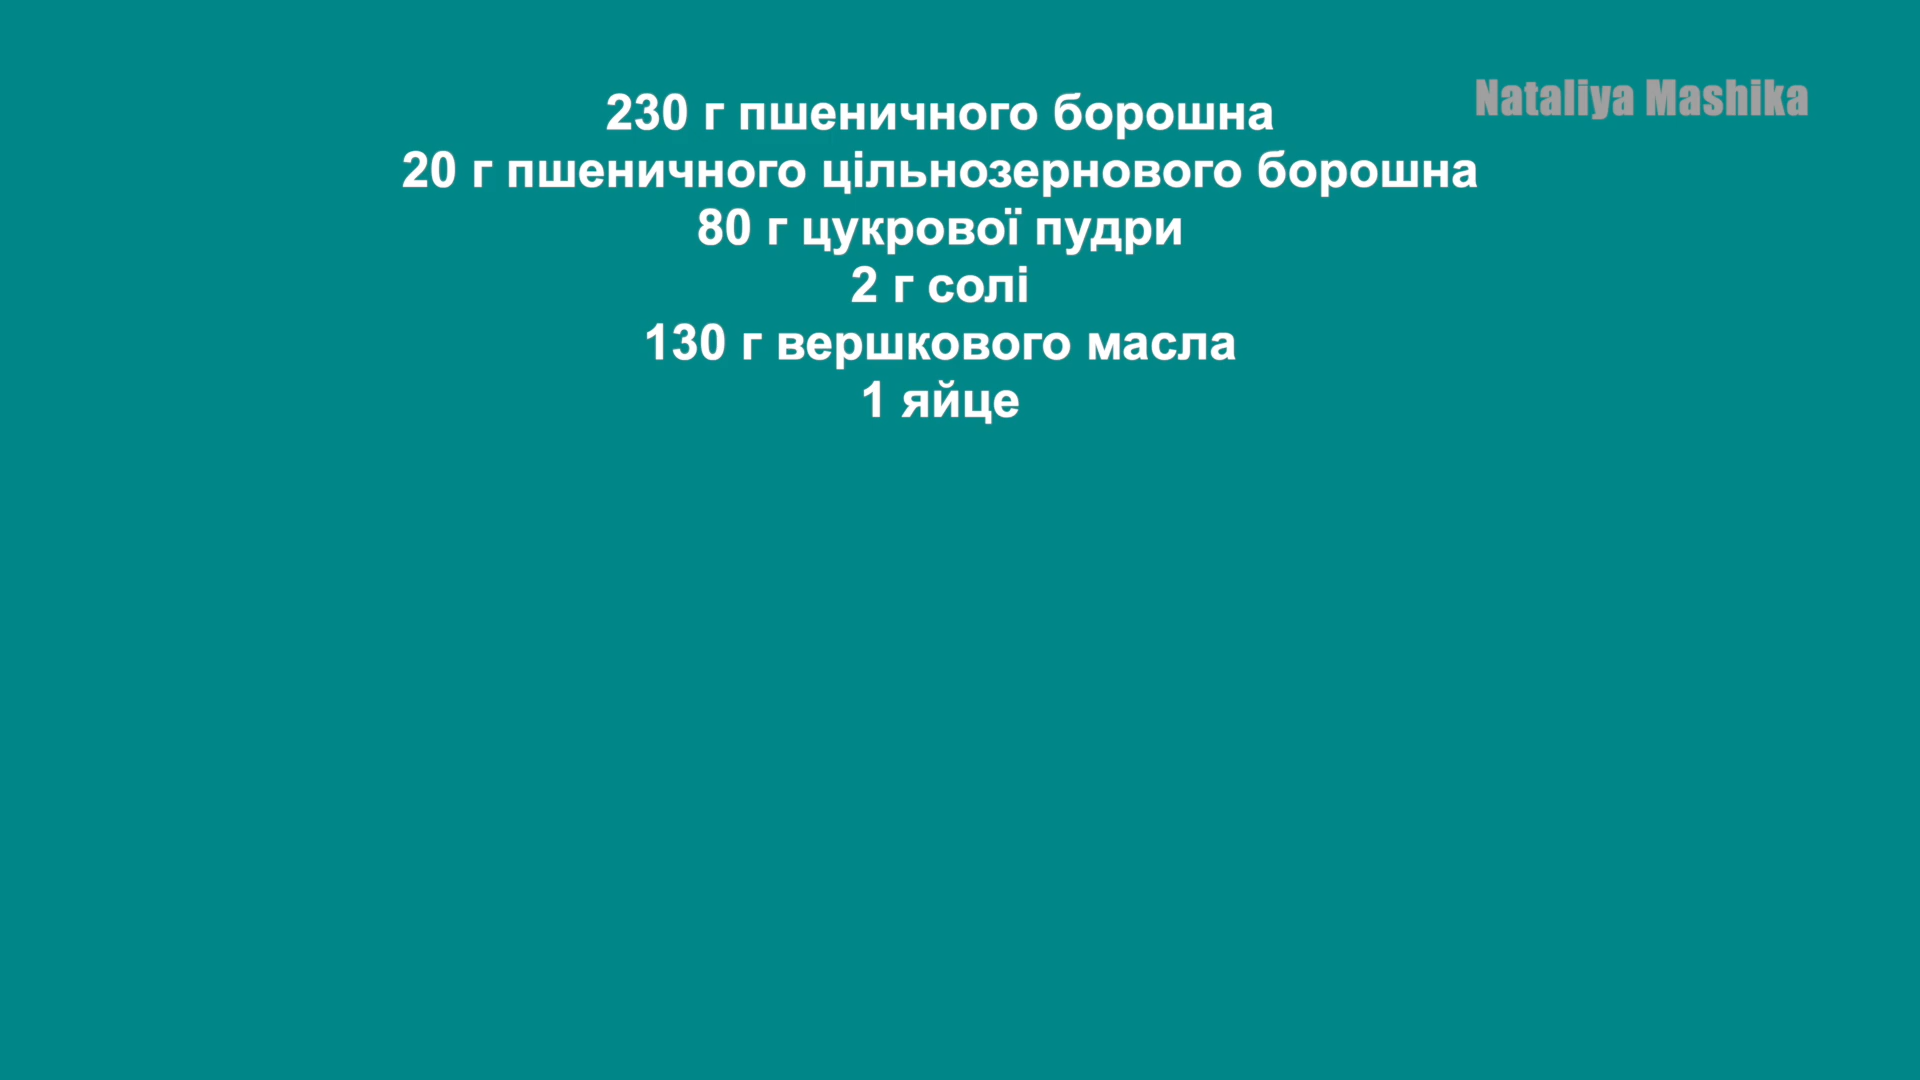 230 г пшеничного борошна
Nataliya Mashika
20 г пшеничного цільнозернового борошна
80 г цукрової пудри
2 г солі
130 г вершкового масла
1 яйце